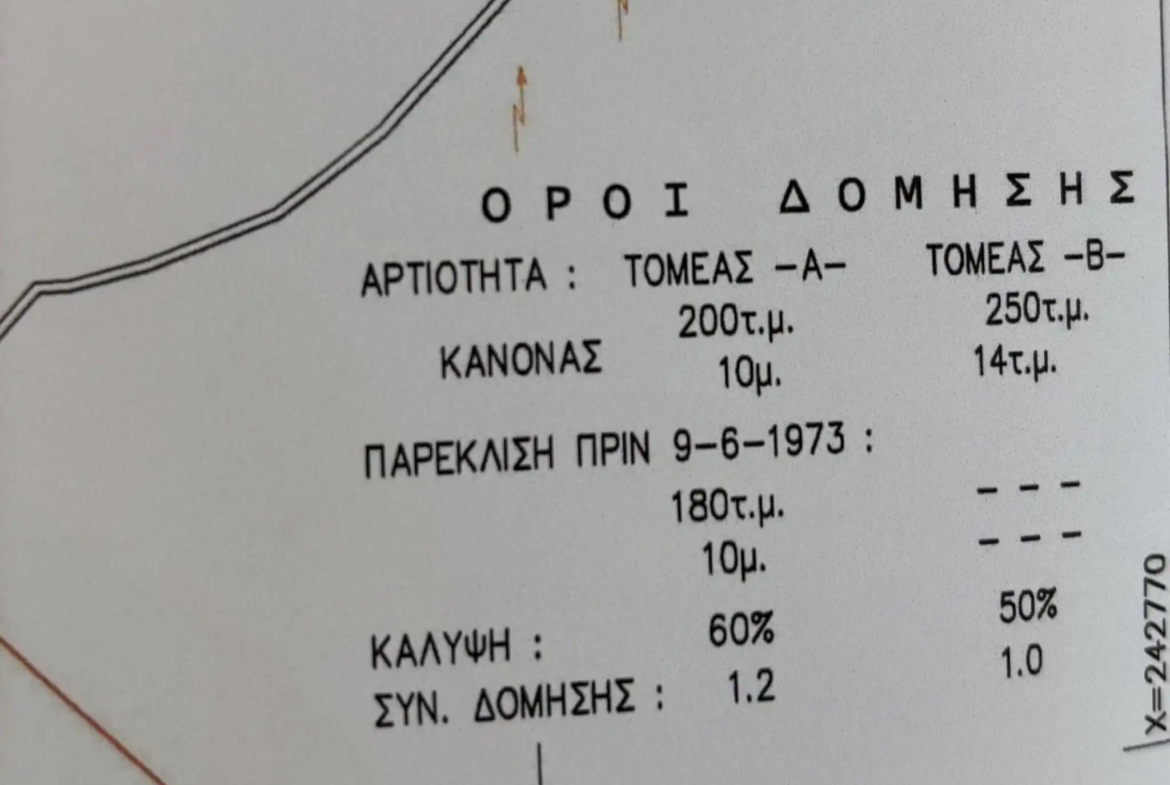 ΟΡΟΙ ΔΟΜΗΣΗΣ
ΑΡΤΙΟΤΗΤΑ : ΤΟΜΕΑΣ -Α- ΤΟΜΕΑΣ -Β-
200τ.μ. 250τ.μ.
ΚΑΝΟΝΑΣ 10μ. 14τ.μ.
ΠΑΡΕΚΛΙΣΗ ΠΡΙΝ 9-6-1973 :
180τ.μ. - - -
10μ. - - -
ΚΑΛΥΨΗ : 60% 50%
ΣΥΝ. ΔΟΜΗΣΗΣ : 1.2 1.0
X=242770